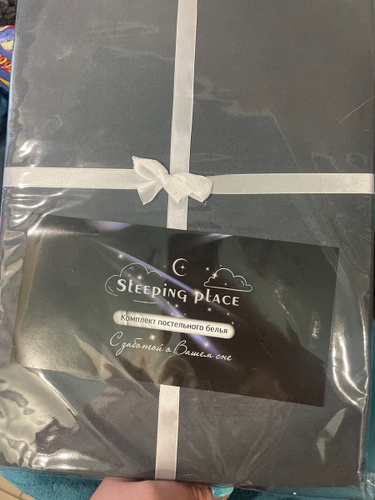 SLEEPING PLACE
Комплект постельного белья
С заботой о Вашем сне